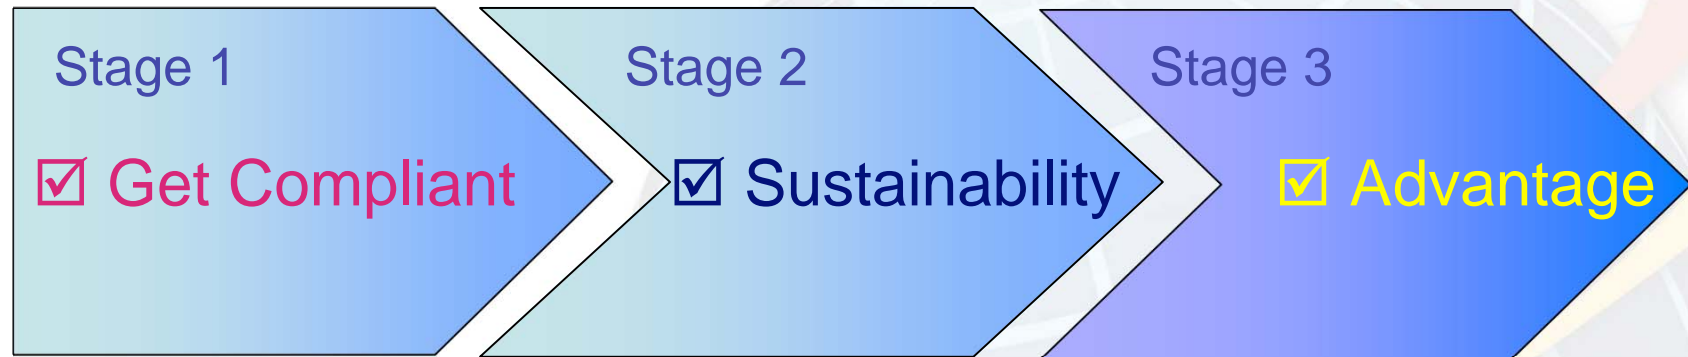 Stage 1
☑ Get Compliant
Stage 2
☑ Sustainability
Stage 3
☑ Advantage